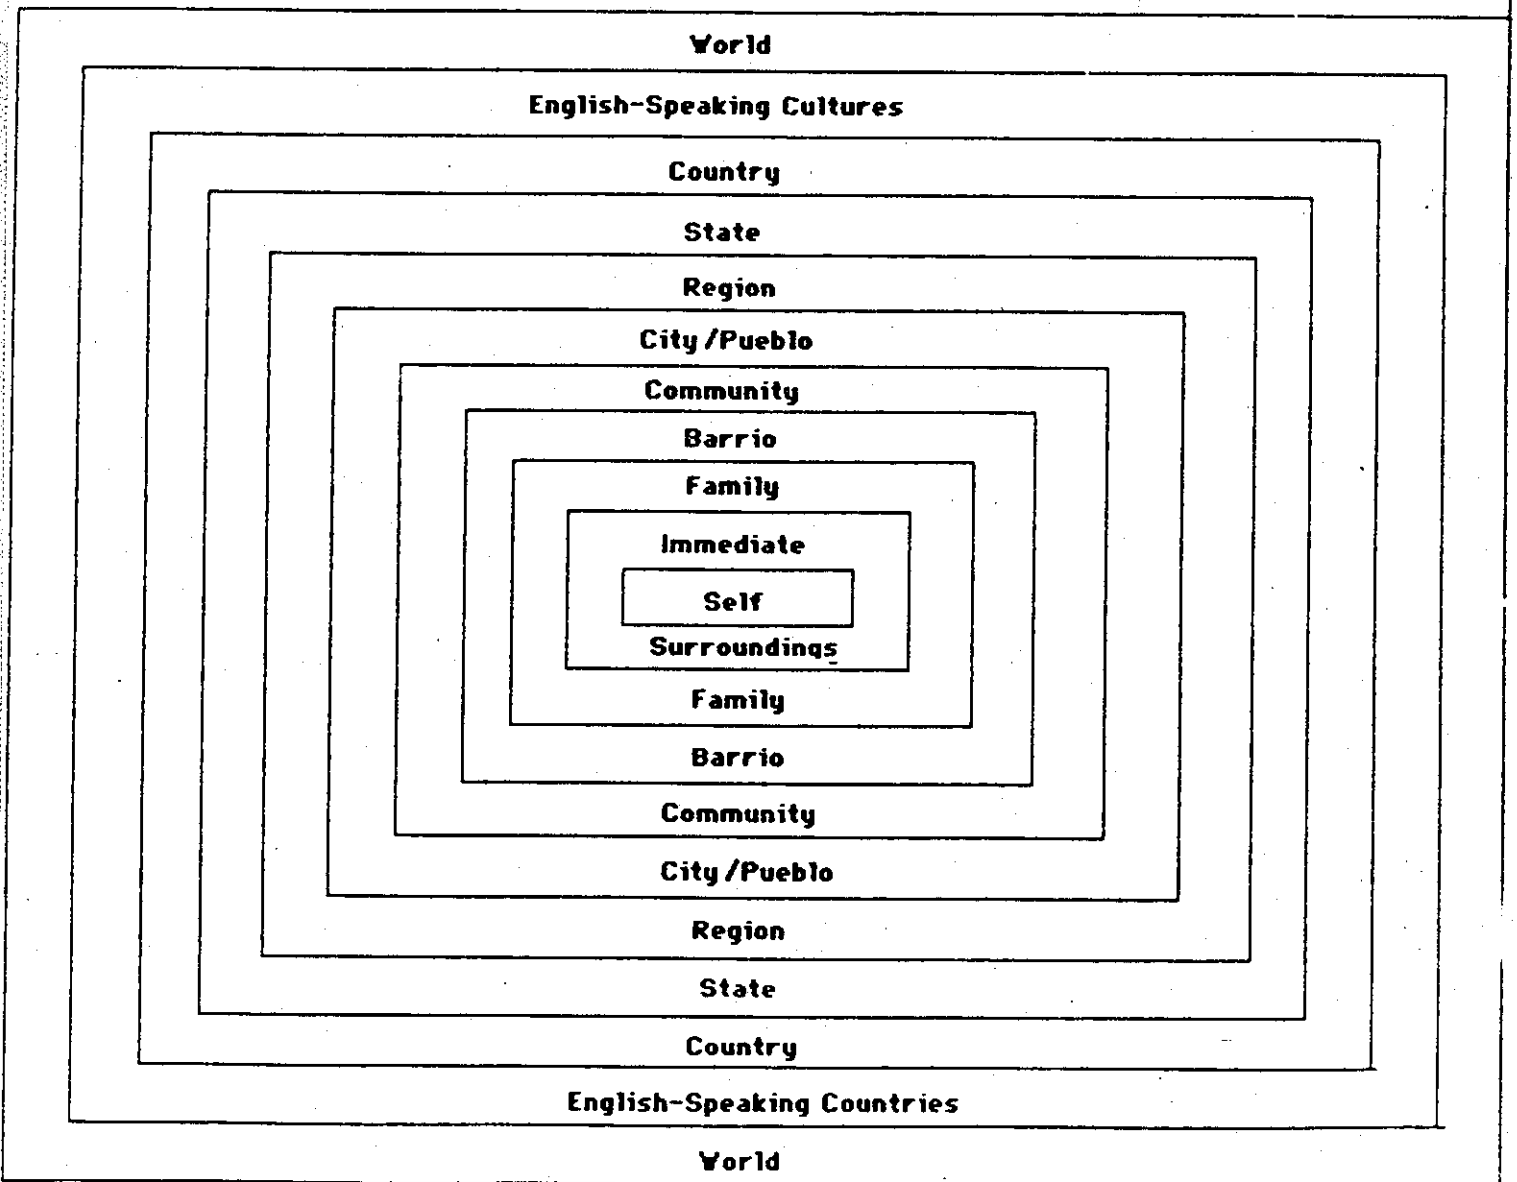 World
English-Speaking Cultures
Country
State
Region
City/Pueblo
Community
Barrio
Family
Immediate
Self
Surroundings
Family
Barrio
Community
City/Pueblo
Region
State
Country
English-Speaking Countries
World